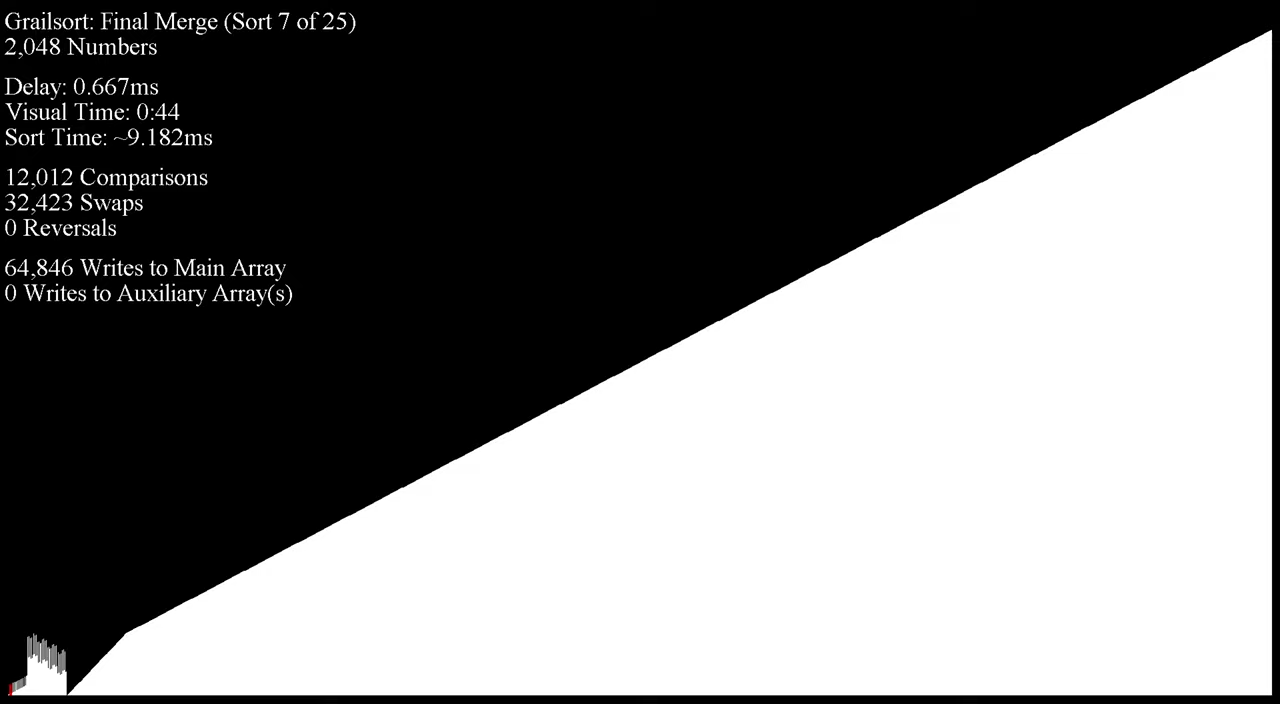 Grailsort: Final Merge (Sort 7 of 25)
2,048 Numbers
Delay: 0.667ms
Visual Time: 0:44
Sort Time: ~9.182ms
12,012 Comparisons
32,423 Swaps
0 Reversals
64,846 Writes to Main Array
0 Writes to Auxiliary Array(s)